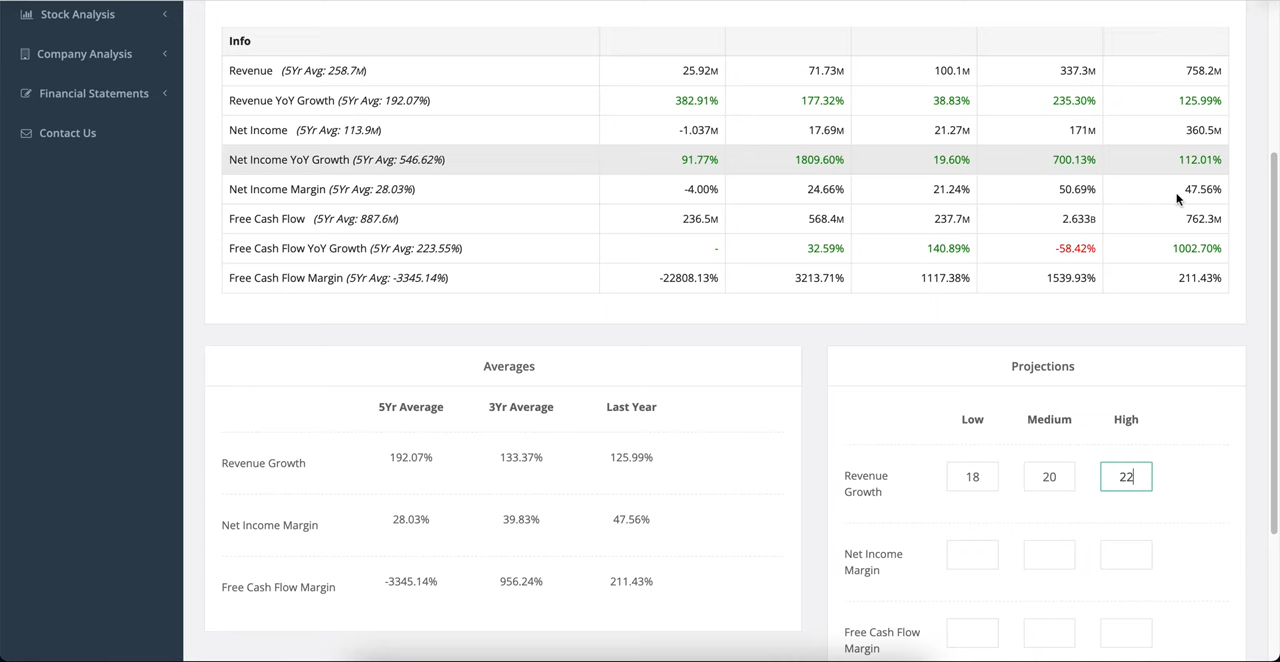 Stock Analysis
Company Analysis
Financial Statements
Contact Us
Info
Revenue (5Yr Avg: 258.7M) 25.92M 71.73M 100.1M 337.3M 758.2M
Revenue YoY Growth (5Yr Avg: 192.07%) 382.91% 177.32% 38.83% 235.30% 125.99%
Net Income (5Yr Avg: 113.9M) -1.037M 17.69M 21.27M 171M 360.5M
Net Income YoY Growth (5Yr Avg: 546.62%) 91.77% 1809.60% 19.60% 700.13% 112.01%
Net Income Margin (5Yr Avg: 28.03%) -4.00% 24.66% 21.24% 50.69% 47.56%
Free Cash Flow (5Yr Avg: 887.6M) 236.5M 568.4M 237.7M 2.633B 762.3M
Free Cash Flow YoY Growth (5Yr Avg: 223.55%) - 32.59% 140.89% -58.42% 1002.70%
Free Cash Flow Margin (5Yr Avg: -3345.14%) -22808.13% 3213.71% 1117.38% 1539.93% 211.43%
Averages
5Yr Average 3Yr Average Last Year
Revenue Growth 192.07% 133.37% 125.99%
Net Income Margin 28.03% 39.83% 47.56%
Free Cash Flow Margin -3345.14% 956.24% 211.43%
Projections
Low Medium High
Revenue
Growth
18 20 22
Net Income
Margin
Free Cash Flow
Margin